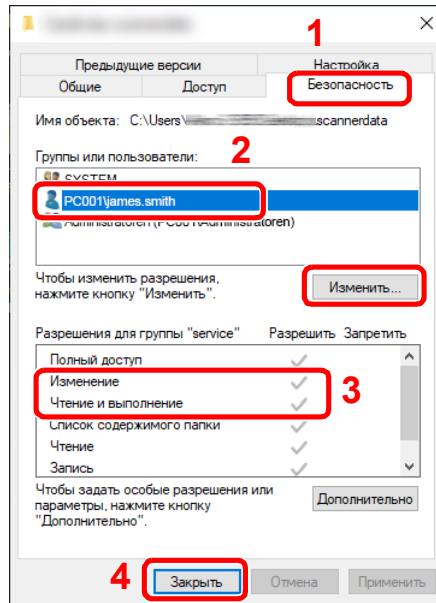 1
Предыдущие версии Настройка
Общие Доступ Безопасность
Имя объекта: C:\Users\ scannerdata
2
Группы или пользователи:
SYSTEM
PC001\james.smith
Administratoren (PC001\Administratoren)
Чтобы изменить разрешения,
нажмите кнопку "Изменить".
Изменить...
Разрешения для группы "service" Разрешить Запретить
Полный доступ
Изменение
Чтение и выполнение
3
Список содержимого папки
Чтение
Запись
Чтобы задать особые разрешения или
параметры, нажмите кнопку
"Дополнительно".
Дополнительно
4
Закрыть Отмена Применить